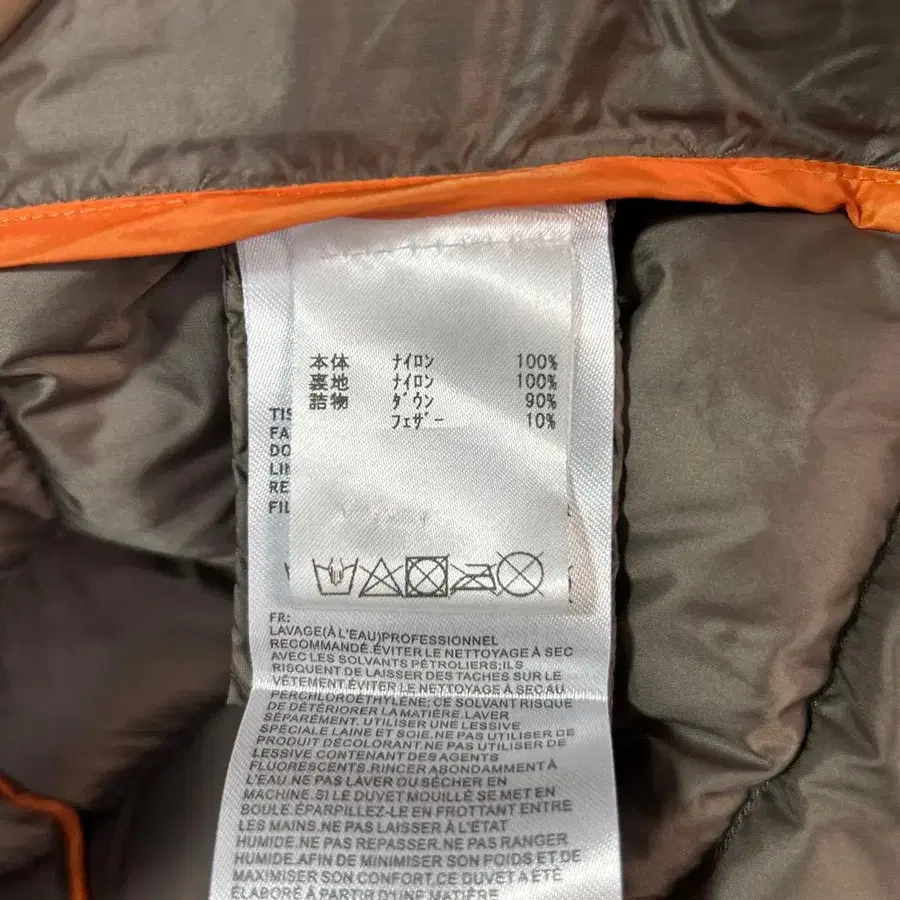 本体 ナイロン 100%
裏地 ナイロン 100%
詰物 ダウン 90%
フェザー 10%
TIS
FA
DO
LIN
RE
FIL
FR:
LAVAGE(À L'EAU)PROFESSIONNEL
RECOMMANDÉ.ÉVITER LE NETTOYAGE À SEC
AVEC LES SOLVANTS PÉTROLIERS;ILS
RISQUENT DE LAISSER DES TACHES SUR LE
VÊTEMENT.ÉVITER LE NETTOYAGE À SEC AU
PERCHLOROÉTHYLENE; CE SOLVANT RISQUE
DE DÉTÉRIORER LA MATIÈRE.LAVER
SÉPARÉMENT. UTILISER UNE LESSIVE
SPÉCIALE LAINE ET SOIE.NE PAS UTILISER DE
PRODUIT DÉCOLORANT.NE PAS UTILISER DE
LESSIVE CONTENANT DES AGENTS
FLUORESCENTS.RINCER ABONDAMMENT À
L'EAU.NE PAS LAVER OU SÉCHER EN
MACHINE.SI LE DUVET MOUILLÉ SE MET EN
BOULE.ÉPARPILLEZ-LE EN FROTTANT ENTRE
LES MAINS.NE PAS LAISSER À L'ÉTAT
HUMIDE.NE PAS REPASSER.NE PAS RANGER
HUMIDE.AFIN DE MINIMISER SON POIDS ET DE
MAXIMISER SON CONFORT.CE DUVET A ÉTÉ
ÉLABORÉ À PARTIR D'UNE MATIÈRE